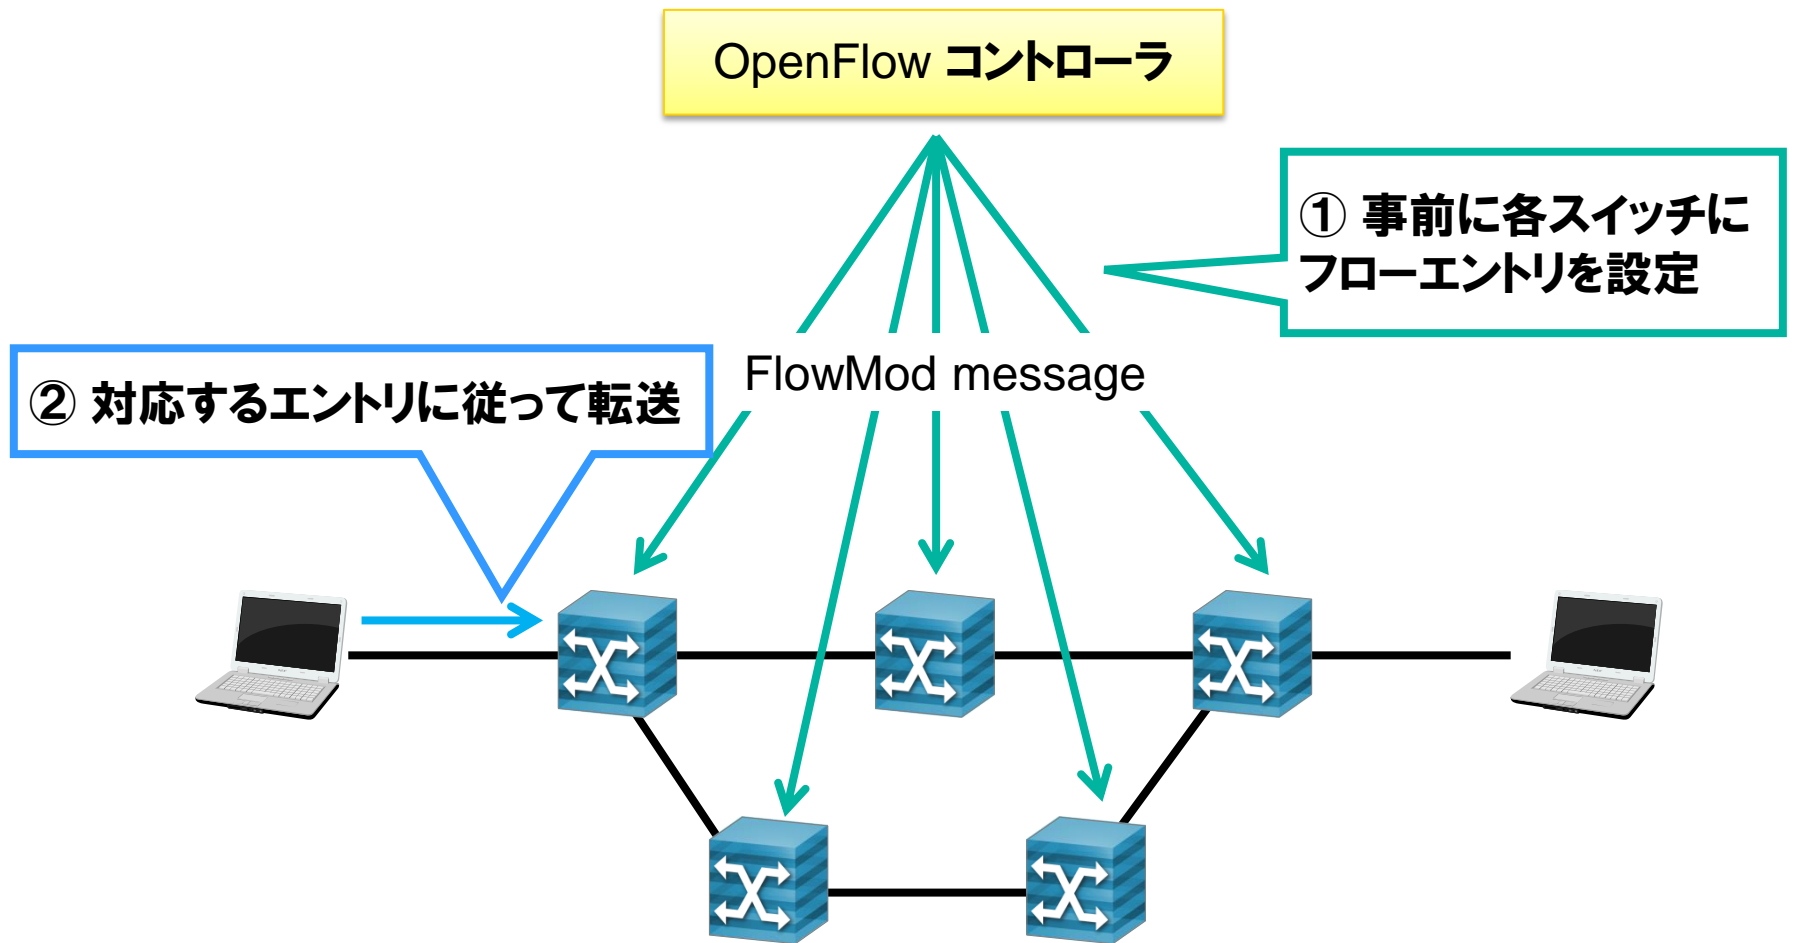 OpenFlow コントローラ
① 事前に各スイッチに
フローエントリを設定
FlowMod message
② 対応するエントリに従って転送